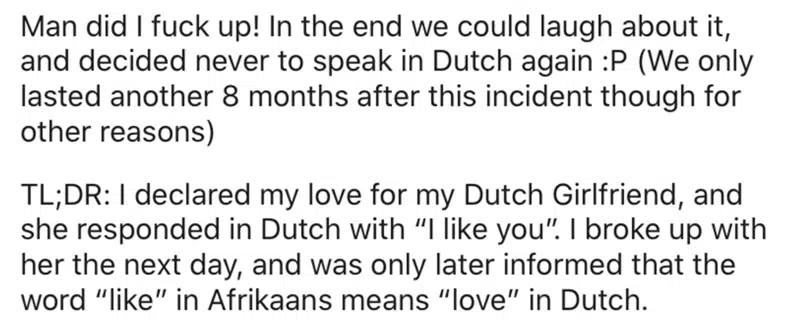 Man did I fuck up! In the end we could laugh about it,
and decided never to speak in Dutch again :P (We only
lasted another 8 months after this incident though for
other reasons)
TL;DR: I declared my love for my Dutch Girlfriend, and
she responded in Dutch with “I like you”. I broke up with
her the next day, and was only later informed that the
word “like” in Afrikaans means “love” in Dutch.